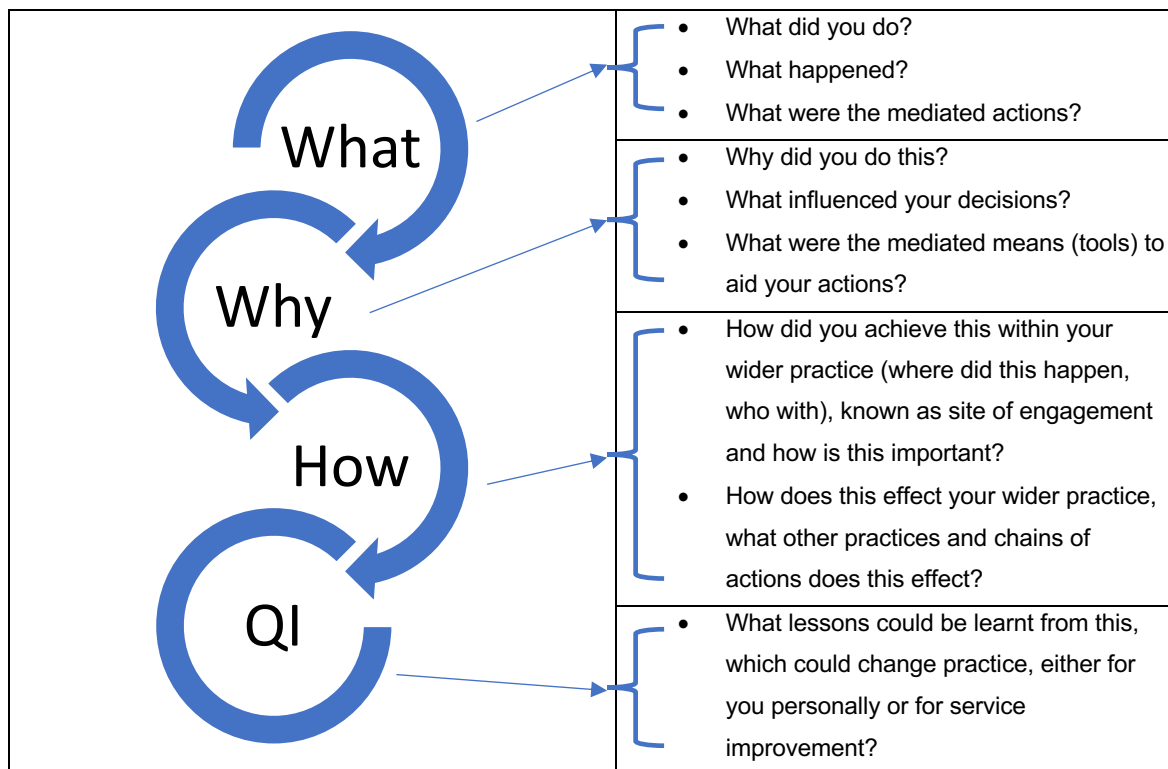 What
• What did you do?
• What happened?
• What were the mediated actions?
Why
• Why did you do this?
• What influenced your decisions?
• What were the mediated means (tools) to
aid your actions?
How
• How did you achieve this within your
wider practice (where did this happen,
who with), known as site of engagement
and how is this important?
• How does this effect your wider practice,
what other practices and chains of
actions does this effect?
QI
• What lessons could be learnt from this,
which could change practice, either for
you personally or for service
improvement?